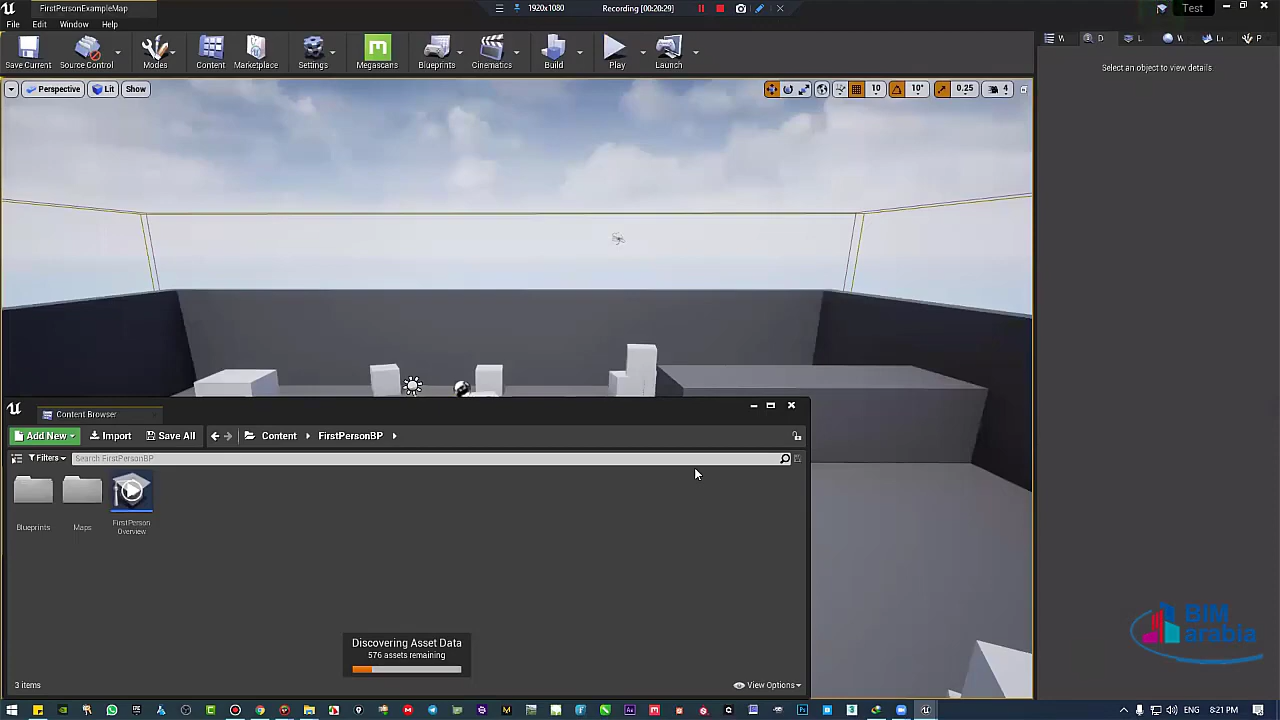 FirstPersonExampleMap
1920x1080
Recording [00:20:29]
Test
File Edit Window Help
Save Current
Source Control
Modes
Content
Marketplace
Settings
Megascans
Blueprints
Cinematics
Build
Play
Launch
D
Select an object to view details.
Perspective
Lit
Show
10
10°
0.25
4
Content Browser
Add New
Import
Save All
Content
FirstPersonBP
Filters
Search FirstPersonBP
Blueprints
Maps
FirstPerson
Overview
Discovering Asset Data
576 assets remaining
3 items
View Options
BIM
arabia
8:21 PM